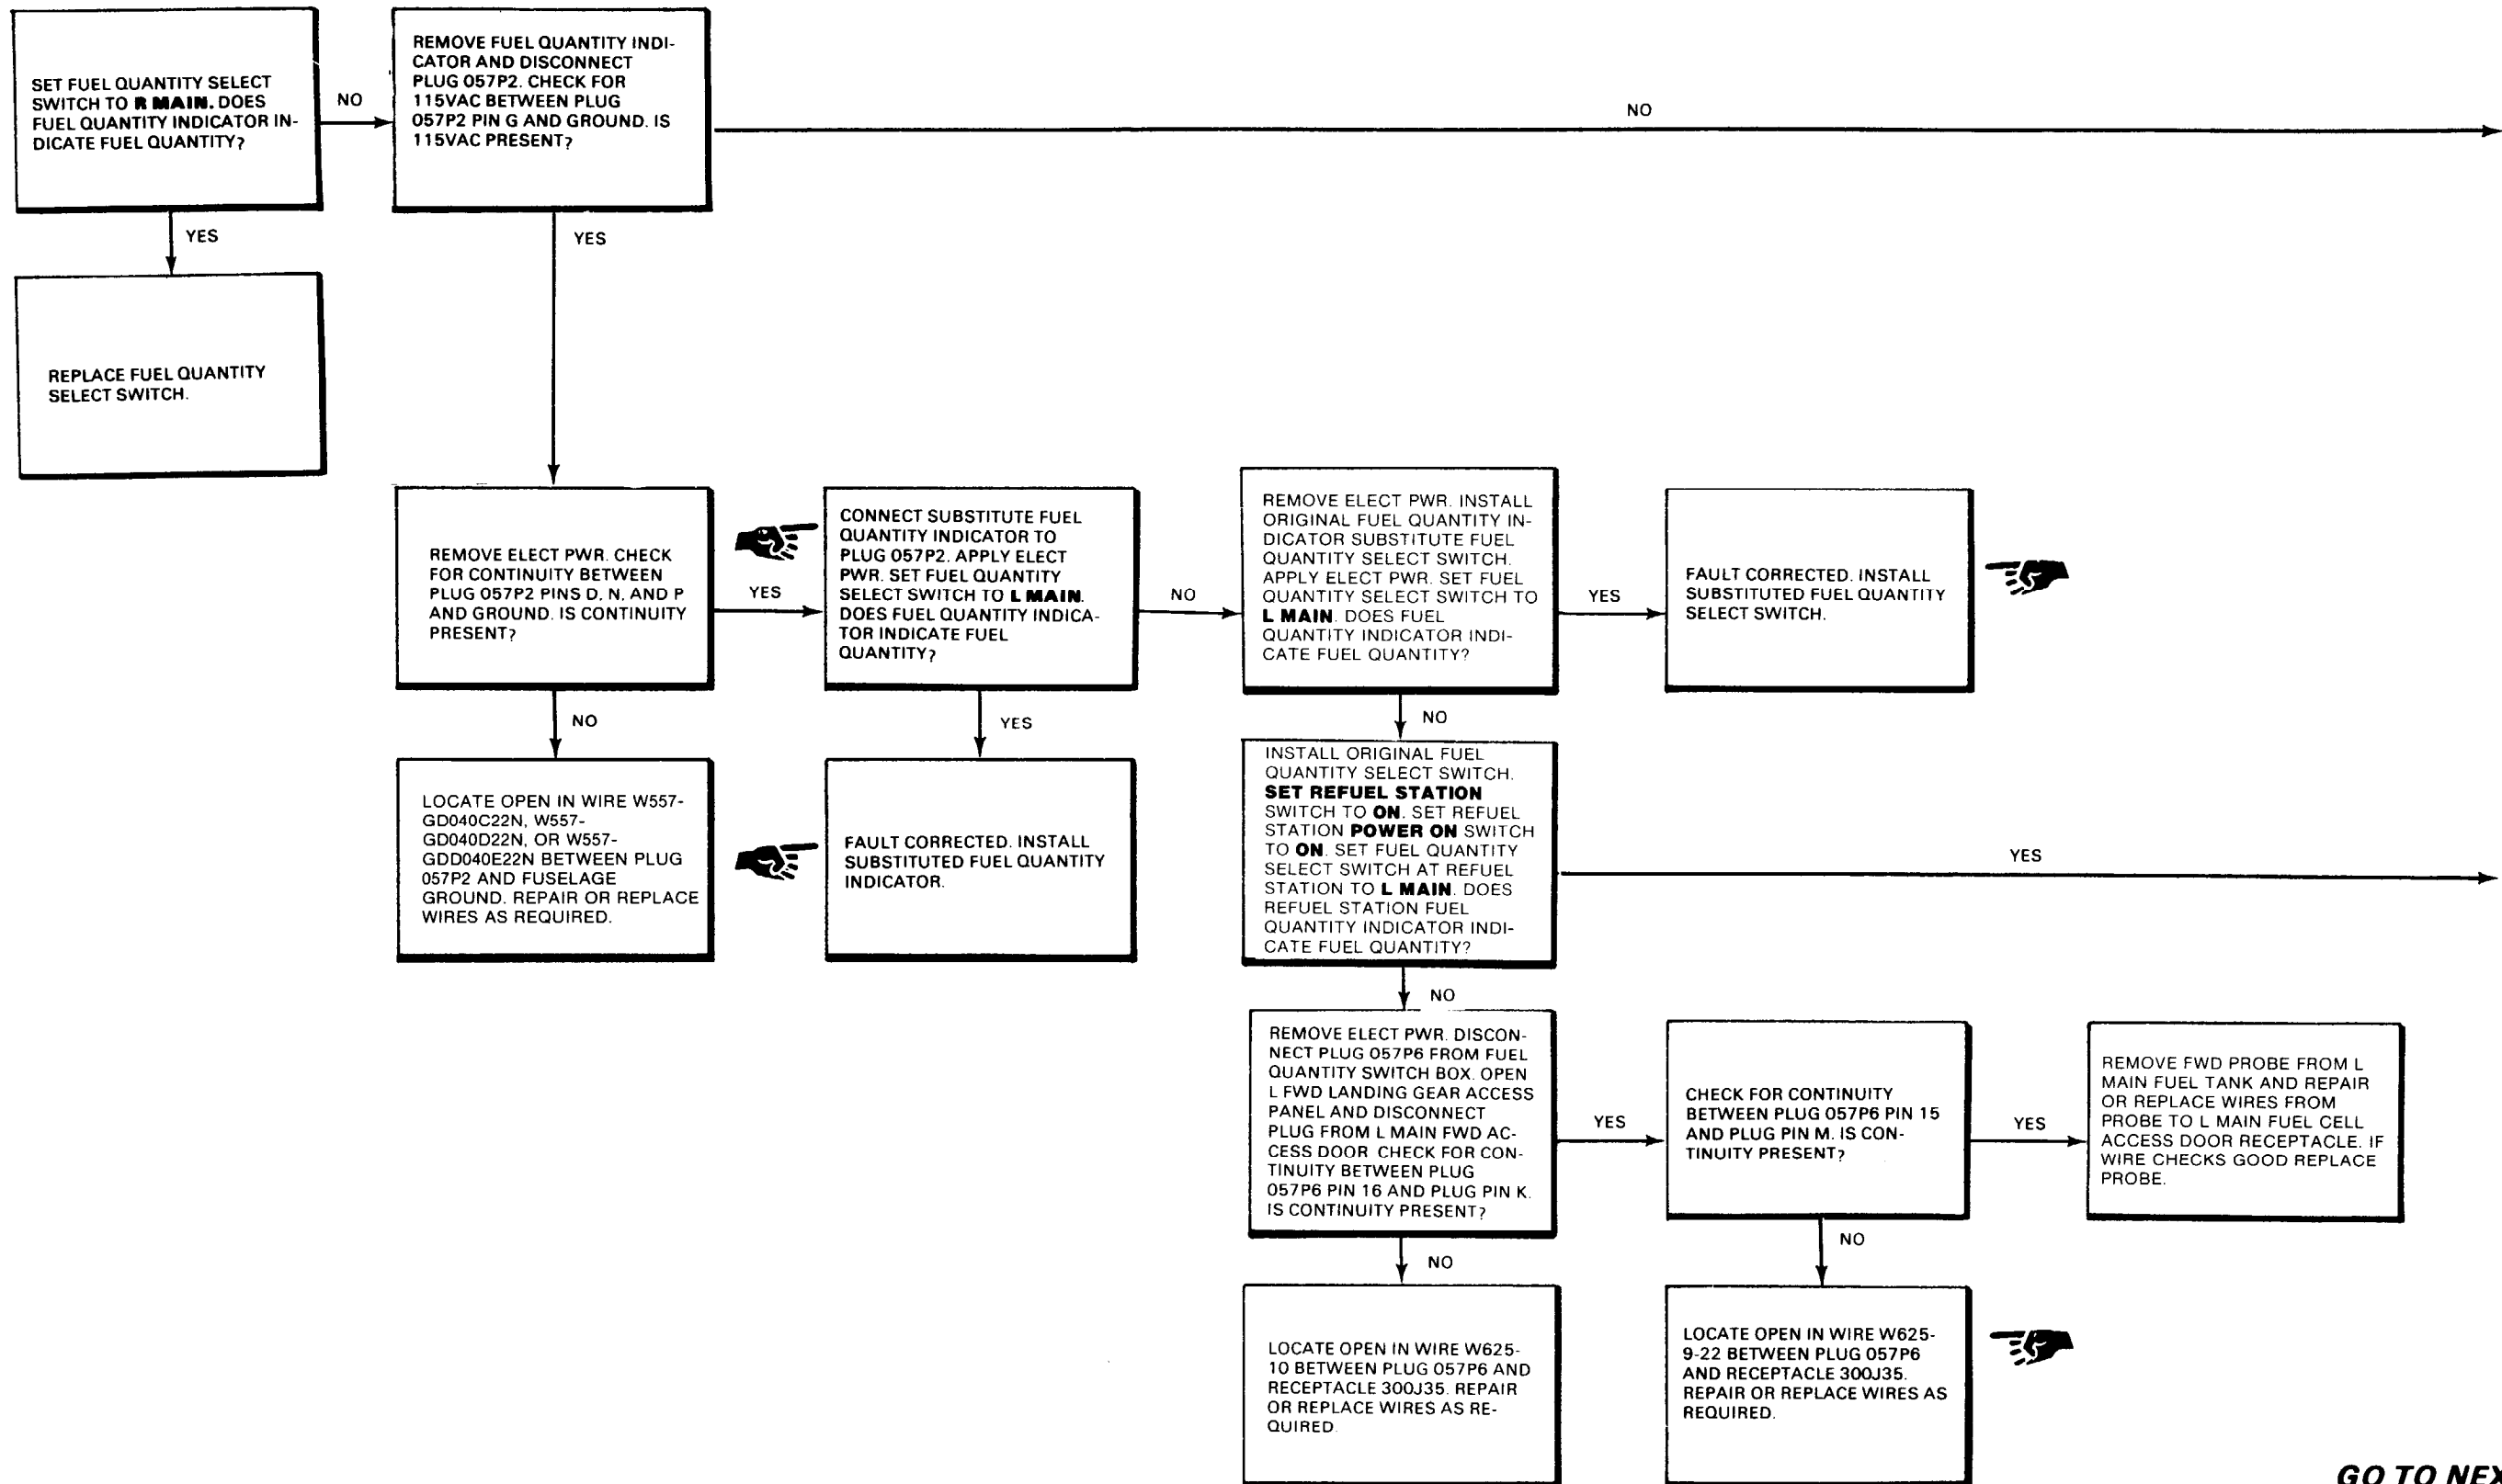 SET FUEL QUANTITY SELECT
SWITCH TO R MAIN. DOES
FUEL QUANTITY INDICATOR IN-
DICATE FUEL QUANTITY?
NO
REMOVE FUEL QUANTITY INDI-
CATOR AND DISCONNECT
PLUG 057P2. CHECK FOR
115VAC BETWEEN PLUG
057P2 PIN G AND GROUND. IS
115VAC PRESENT?
NO
YES
YES
REPLACE FUEL QUANTITY
SELECT SWITCH.
REMOVE ELECT PWR. CHECK
FOR CONTINUITY BETWEEN
PLUG 057P2 PINS D, N, AND P
AND GROUND. IS CONTINUITY
PRESENT?
YES
CONNECT SUBSTITUTE FUEL
QUANTITY INDICATOR TO
PLUG 057P2. APPLY ELECT
PWR. SET FUEL QUANTITY
SELECT SWITCH TO L MAIN.
DOES FUEL QUANTITY INDICA-
TOR INDICATE FUEL
QUANTITY?
NO
REMOVE ELECT PWR. INSTALL
ORIGINAL FUEL QUANTITY IN-
DICATOR SUBSTITUTE FUEL
QUANTITY SELECT SWITCH.
APPLY ELECT PWR. SET FUEL
QUANTITY SELECT SWITCH TO
L MAIN. DOES FUEL
QUANTITY INDICATOR INDI-
CATE FUEL QUANTITY?
YES
FAULT CORRECTED. INSTALL
SUBSTITUTED FUEL QUANTITY
SELECT SWITCH.
NO
YES
NO
LOCATE OPEN IN WIRE W557-
GD040C22N, W557-
GD040D22N, OR W557-
GDD040E22N BETWEEN PLUG
057P2 AND FUSELAGE
GROUND. REPAIR OR REPLACE
WIRES AS REQUIRED.
FAULT CORRECTED. INSTALL
SUBSTITUTED FUEL QUANTITY
INDICATOR.
INSTALL ORIGINAL FUEL
QUANTITY SELECT SWITCH.
SET REFUEL STATION
SWITCH TO ON. SET REFUEL
STATION POWER ON SWITCH
TO ON. SET FUEL QUANTITY
SELECT SWITCH AT REFUEL
STATION TO L MAIN. DOES
REFUEL STATION FUEL
QUANTITY INDICATOR INDI-
CATE FUEL QUANTITY?
YES
NO
REMOVE ELECT PWR. DISCON-
NECT PLUG 057P6 FROM FUEL
QUANTITY SWITCH BOX. OPEN
L FWD LANDING GEAR ACCESS
PANEL AND DISCONNECT
PLUG FROM L MAIN FWD AC-
CESS DOOR CHECK FOR CON-
TINUITY BETWEEN PLUG
057P6 PIN 16 AND PLUG PIN K.
IS CONTINUITY PRESENT?
YES
CHECK FOR CONTINUITY
BETWEEN PLUG 057P6 PIN 15
AND PLUG PIN M. IS CON-
TINUITY PRESENT?
YES
REMOVE FWD PROBE FROM L
MAIN FUEL TANK AND REPAIR
OR REPLACE WIRES FROM
PROBE TO L MAIN FUEL CELL
ACCESS DOOR RECEPTACLE. IF
WIRE CHECKS GOOD REPLACE
PROBE.
NO
NO
LOCATE OPEN IN WIRE W625-
10 BETWEEN PLUG 057P6 AND
RECEPTACLE 300J35. REPAIR
OR REPLACE WIRES AS RE-
QUIRED.
LOCATE OPEN IN WIRE W625-
9-22 BETWEEN PLUG 057P6
AND RECEPTACLE 300J35.
REPAIR OR REPLACE WIRES AS
REQUIRED.
GO TO NEX